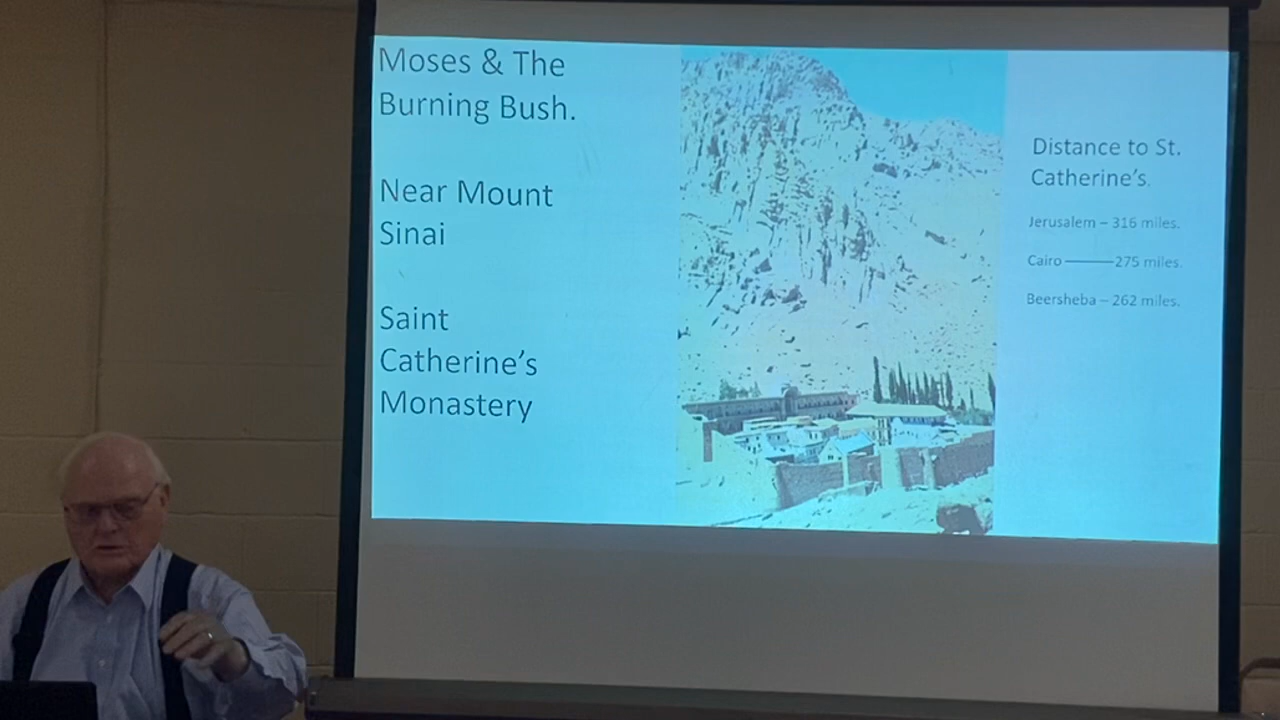 Moses & The
Burning Bush.
Near Mount
Sinai
Saint
Catherine's
Monastery
Distance to St.
Catherine's.
Jerusalem – 316 miles.
Cairo ———275 miles.
Beersheba – 262 miles.